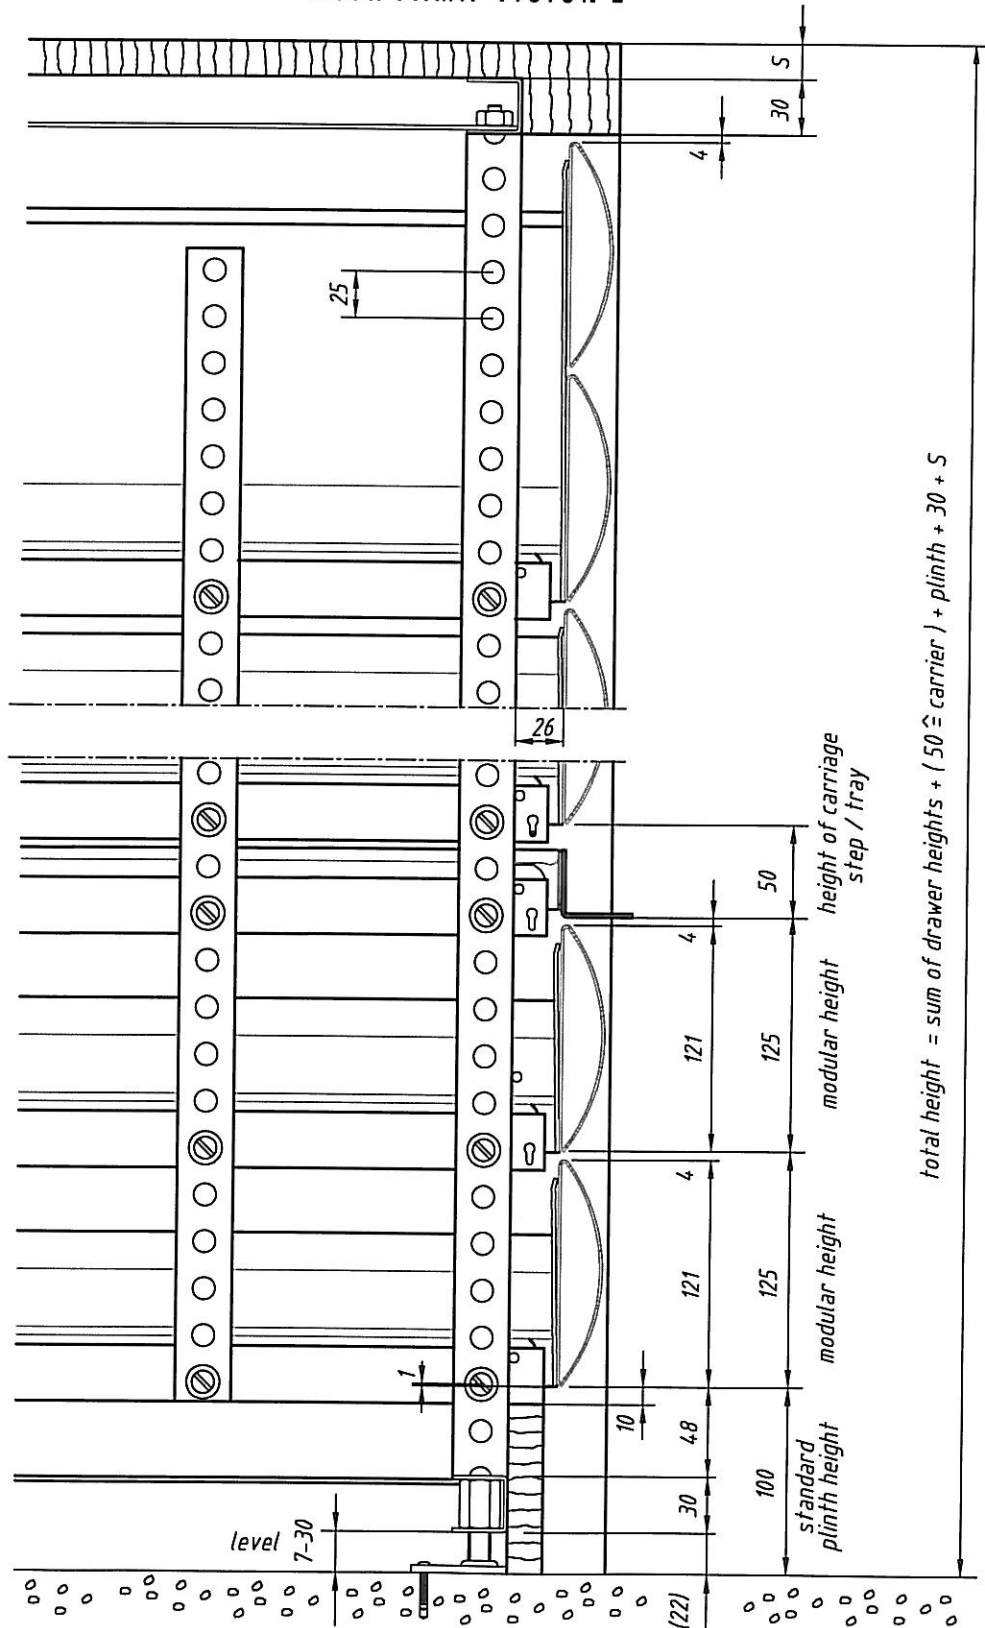 S
30
4
25
26
50
height of carriage
step / tray
4
121
125
modular height
4
121
125
modular height
1
10
48
100
standard
plinth height
30
level
7-30
(22)
total height = sum of drawer heights + ( 50 ≙ carrier ) + plinth + 30 + S